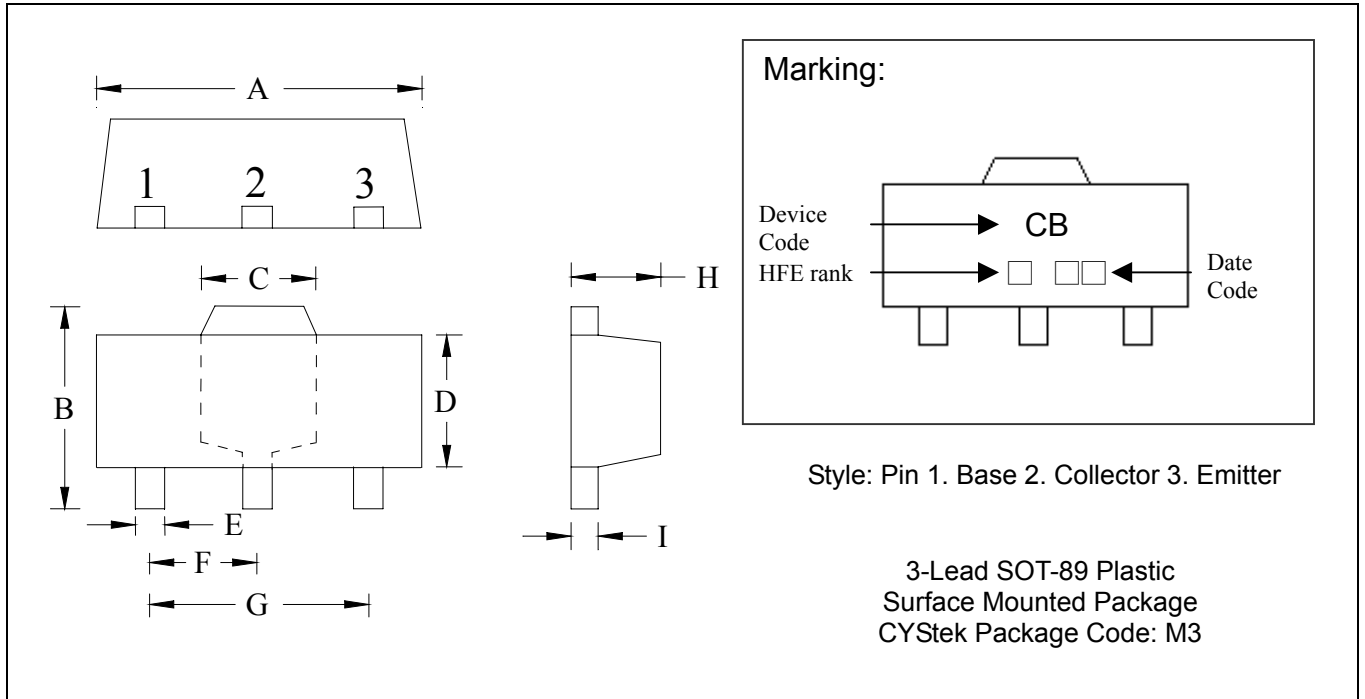 A
1 2 3
C
H
B
D
E
I
F
G
Marking:
Device
Code
CB
HFE rank
Date
Code
Style: Pin 1. Base 2. Collector 3. Emitter
3-Lead SOT-89 Plastic
Surface Mounted Package
CYStek Package Code: M3